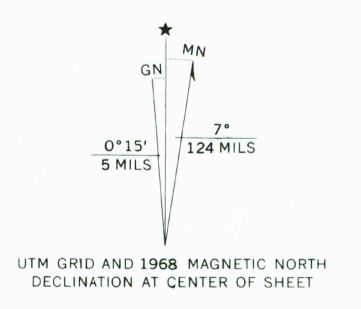 MN
GN
0°15'
5 MILS
7°
124 MILS
UTM GRID AND 1968 MAGNETIC NORTH
DECLINATION AT CENTER OF SHEET